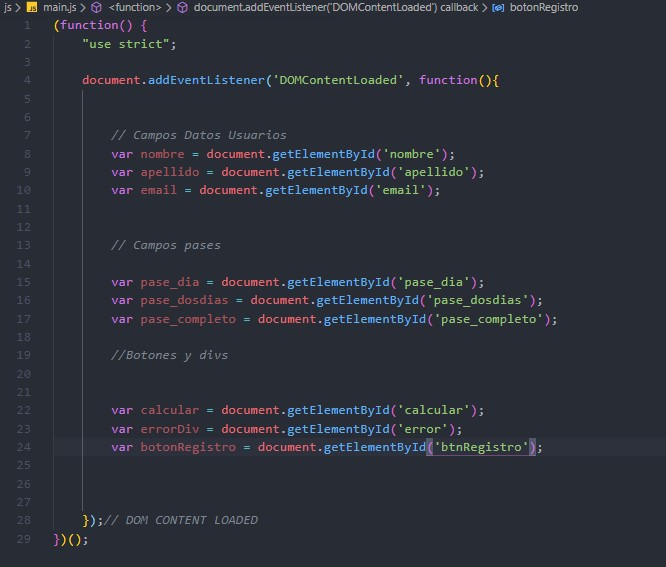 js > JS main.js > <function> > document.addEventListener('DOMContentLoaded') callback > botonRegistro
1 (function() {
2 "use strict";
3
4 document.addEventListener('DOMContentLoaded', function(){
5
6
7 // Campos Datos Usuarios
8 var nombre = document.getElementById('nombre');
9 var apellido = document.getElementById('apellido');
10 var email = document.getElementById('email');
11
12
13 // Campos pases
14
15 var pase_dia = document.getElementById('pase_dia');
16 var pase_dosdias = document.getElementById('pase_dosdias');
17 var pase_completo = document.getElementById('pase_completo');
18
19 //Botones y divs
20
21
22 var calcular = document.getElementById('calcular');
23 var errorDiv = document.getElementById('error');
24 var botonRegistro = document.getElementById('btnRegistro');
25
26
27
28 });// DOM CONTENT LOADED
29 })();